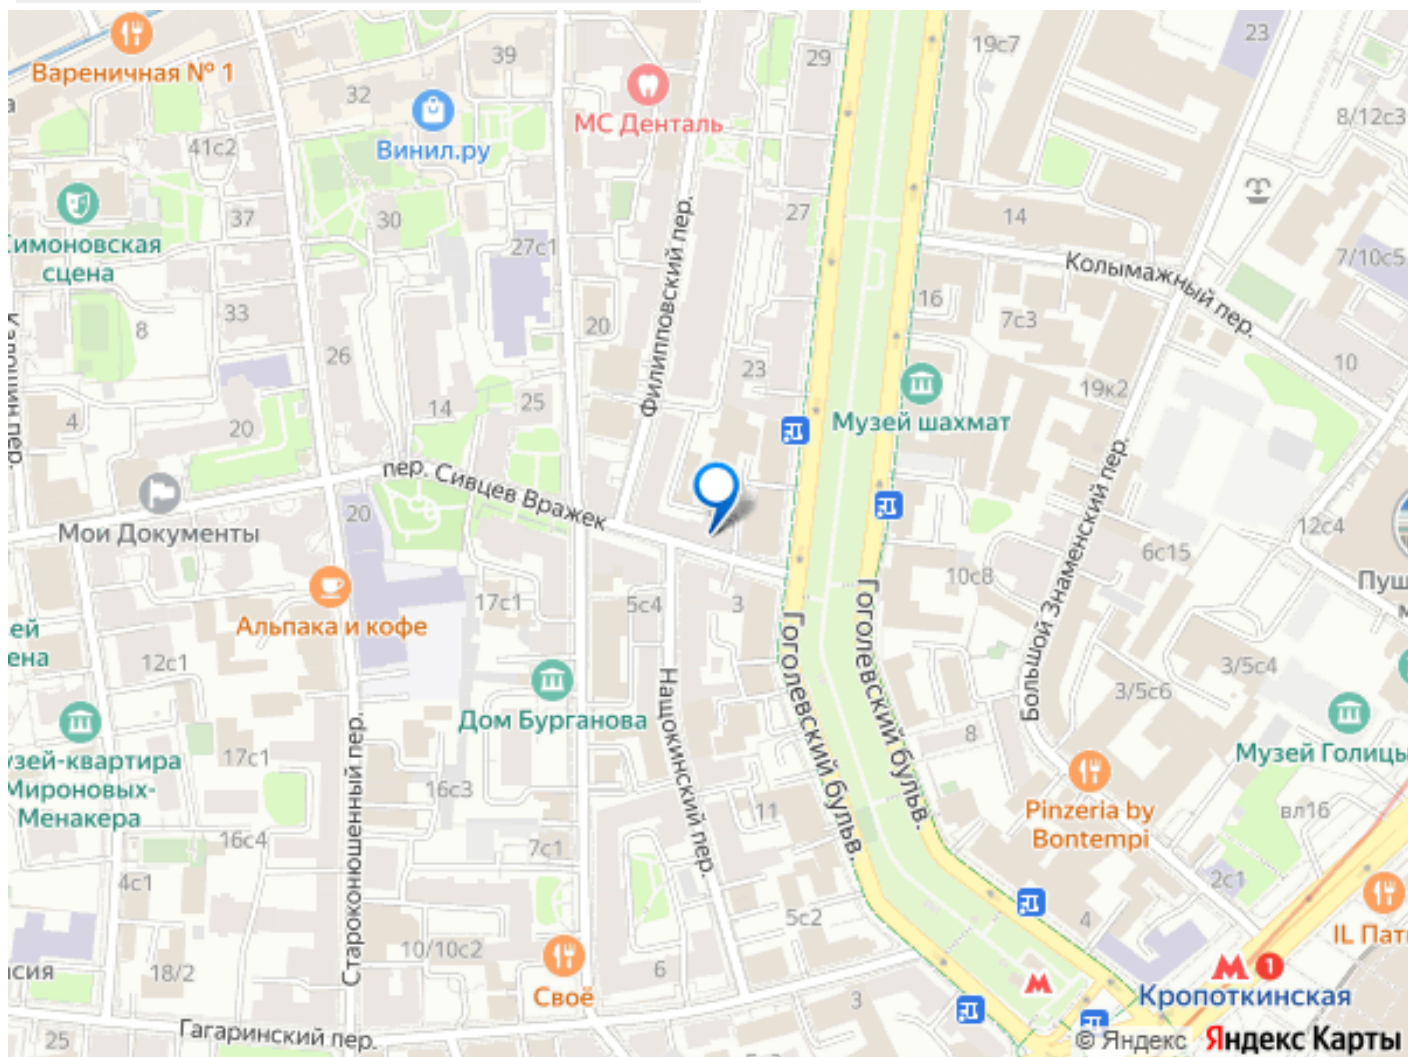 39
19с7
23
29
Вареничная № 1
32
МС Денталь
8/12с3
41с2
Винил.ру
37
30
27
14
27с1
Симоновская
сцена
Филипповский пер.
Колымажный пер.
7/10с5
16
8
33
20
7с3
26
23
10
19к2
Музей шахмат
4
14
25
20
пер. Сивцев Вражек
Мои Документы
20
12с4
6с15
Большой Знаменский пер.
10с8
17с1
5с4
3
Альпака и кофе
Гоголевский бульв.
Гоголевский бульв.
12с1
3/5с4
3/5с6
Дом Бурганова
Нащокинский пер.
8
17с1
Музей Голицы
Музей-квартира
Мироновых-
Менакера
Староконюшенный пер.
16с3
Pinzeria by
Bontempi
11
вл16
16с4
7с1
4с1
2с1
5с2
4
10/10с2
IL Пат
18/2
6
Своё
М
М 1
Кропоткинская
3
25
Гагаринский пер.
© Яндекс
Яндекс Карты